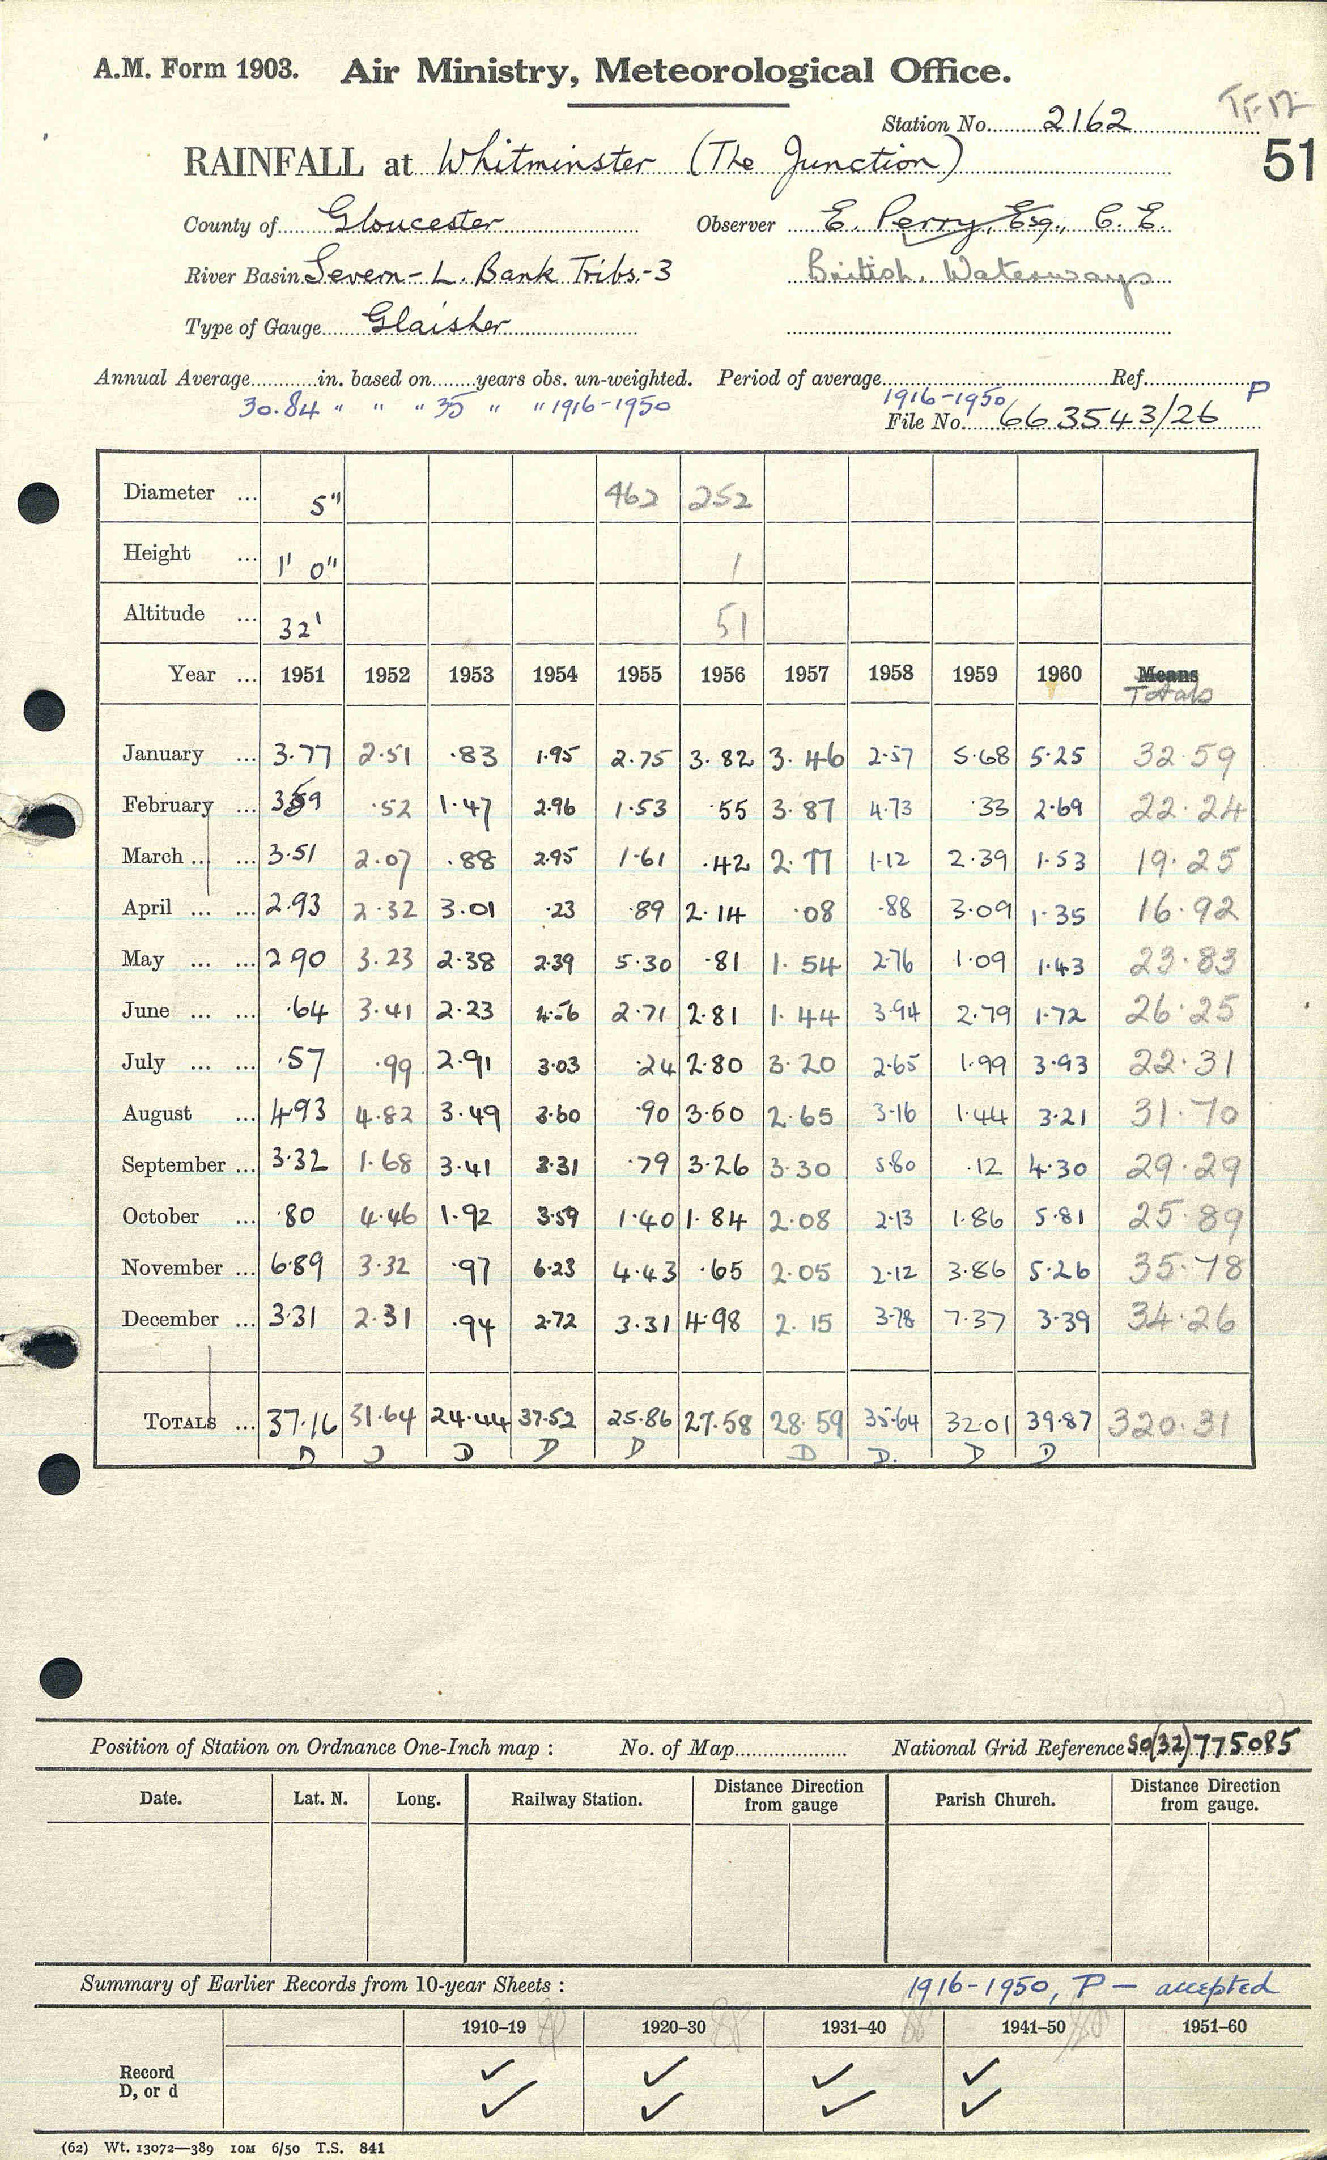 A.M. Form 1903. Air Ministry, Meteorological Office.
TF 12
Station No. 2162
51
RAINFALL at Whitminster (The Junction)
County of Gloucester Observer E. Perry, Esq., C.E.
River Basin Severn - L. Bank Tribs. - 3 British Waterways
Type of Gauge Glaisher
Annual Average in. based on years obs. un-weighted. Period of average Ref.
30.84 " " " 35 " " 1916-1950 1916-1950 P
File No. 663543/26
Diameter ... 5" 462 252
Height ... 1' 0" 1
Altitude ... 32' 51
Year ... 1951 1952 1953 1954 1955 1956 1957 1958 1959 1960 Means
Totals
January ... 3.77 2.51 .83 1.95 2.75 3.82 3.46 2.57 5.68 5.25 32.59
February ... 359 .52 1.47 2.96 1.53 .55 3.87 4.73 .33 2.69 22.24
March ... ... 3.51 2.07 .88 2.95 1.61 .42 2.77 1.12 2.39 1.53 19.25
April ... ... 2.93 2.32 3.01 .23 .89 2.14 .08 .88 3.09 1.35 16.92
May ... ... 2 90 3.23 2.38 2.39 5.30 .81 1.54 2.76 1.09 1.43 23.83
June ... ... .64 3.41 2.23 4.56 2.71 2.81 1.44 3.94 2.79 1.72 26.25
July ... ... .57 .99 2.91 3.03 .24 2.80 3.20 2.65 1.99 3.93 22.31
August ... 4.93 4.82 3.49 3.60 .90 3.50 2.65 3.16 1.44 3.21 31.70
September ... 3.32 1.68 3.41 3.31 .79 3.26 3.30 5.80 .12 4.30 29.29
October ... .80 4.46 1.92 3.59 1.40 1.84 2.08 2.13 1.86 5.81 25.89
November ... 6.89 3.32 .97 6.23 4.43 .65 2.05 2.12 3.86 5.26 35.78
December ... 3.31 2.31 .94 2.72 3.31 4.98 2.15 3.78 7.37 3.39 34.26
TOTALS ... 37.16 31.64 24.44 37.52 25.86 27.58 28.59 35.64 32.01 39.87 320.31
D D D D D D D. D D
Position of Station on Ordnance One-Inch map : No. of Map National Grid Reference SO(32)775085
Date. Lat. N. Long. Railway Station. Distance Direction from gauge Parish Church. Distance Direction from gauge.
Summary of Earlier Records from 10-year Sheets : 1916-1950, P - accepted
1910–19 1920–30 1931–40 1941–50 1951–60
Record ✓ ✓ ✓ ✓
D, or d ✓ ✓ ✓ ✓
(62) Wt. 13072—389 10M 6/50 T.S. 841